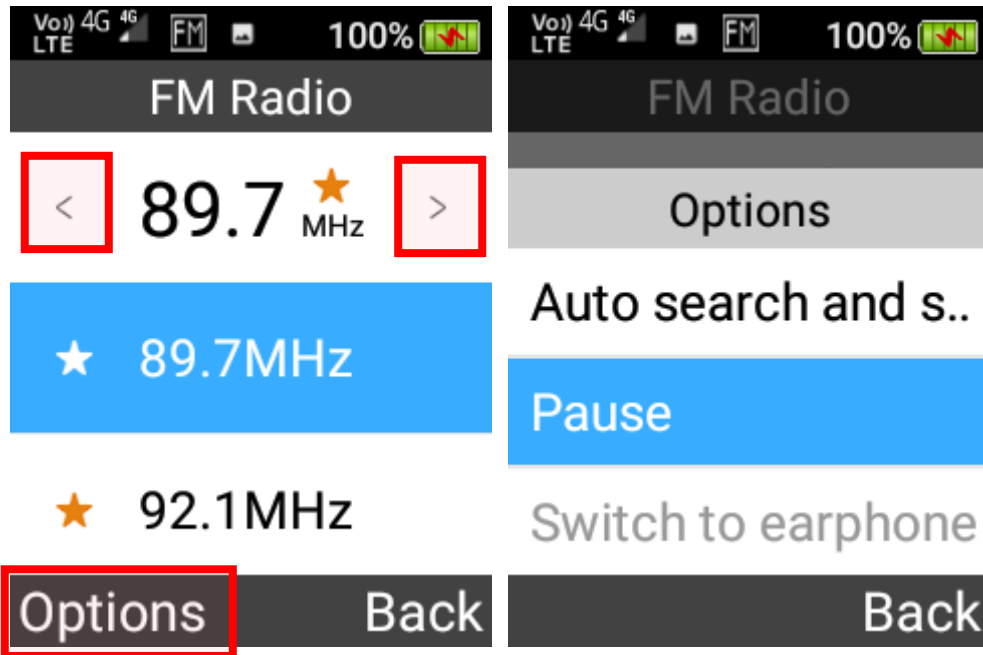 Vo)) LTE 4G 4G FM 100%
FM Radio
< 89.7 MHz >
89.7MHz
92.1MHz
Options Back
Vo)) LTE 4G 4G FM 100%
FM Radio
Options
Auto search and s..
Pause
Switch to earphone
Back